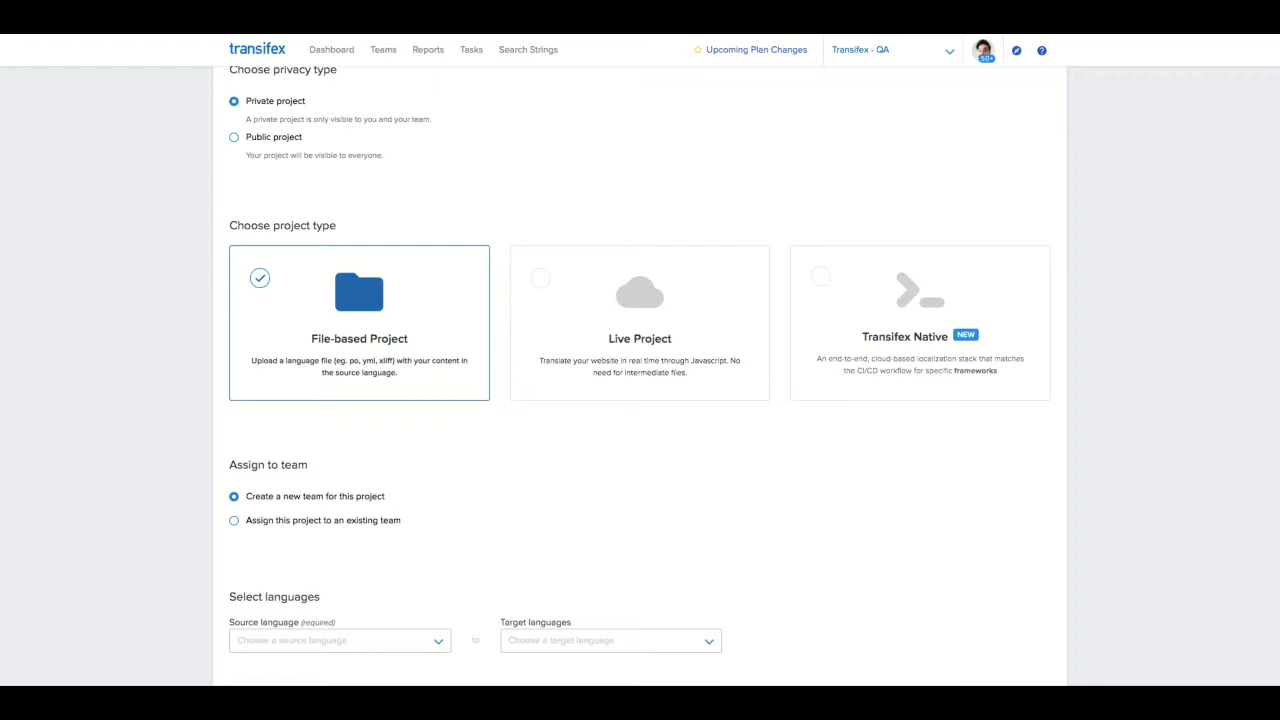 transifex Dashboard Teams Reports Tasks Search Strings Upcoming Plan Changes Transifex - QA 50+ ?
Choose privacy type
Private project
A private project is only visible to you and your team.
Public project
Your project will be visible to everyone.
Choose project type
File-based Project
Upload a language file (eg. po, yml, xliff) with your content in
the source language.
Live Project
Translate your website in real time through Javascript. No
need for intermediate files.
Transifex Native NEW
An end-to-end, cloud-based localization stack that matches
the CI/CD workflow for specific frameworks
Assign to team
Create a new team for this project
Assign this project to an existing team
Select languages
Source language (required) Target languages
Choose a source language to Choose a target language